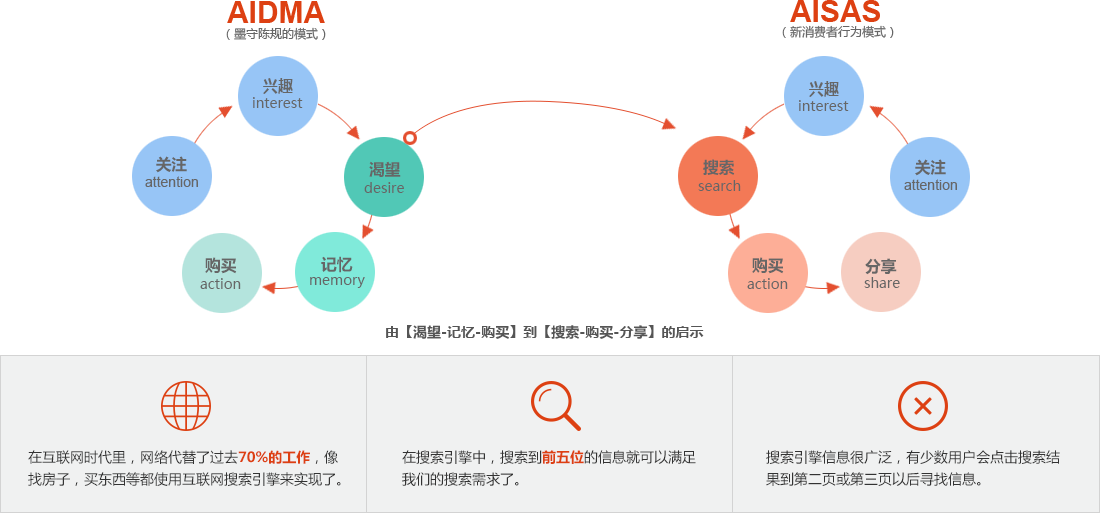 AIDMA
（墨守陈规的模式）
AISAS
（新消费者行为模式）
兴趣
interest
关注
attention
渴望
desire
购买
action
记忆
memory
兴趣
interest
搜索
search
关注
attention
购买
action
分享
share
由【渴望-记忆-购买】到【搜索-购买-分享】的启示
在互联网时代里，网络代替了过去70%的工作，像
找房子，买东西等都使用互联网搜索引擎来实现了。
在搜索引擎中，搜索到前五位的信息就可以满足
我们的搜索需求了。
搜索引擎信息很广泛，有少数用户会点击搜索结
果到第二页或第三页以后寻找信息。